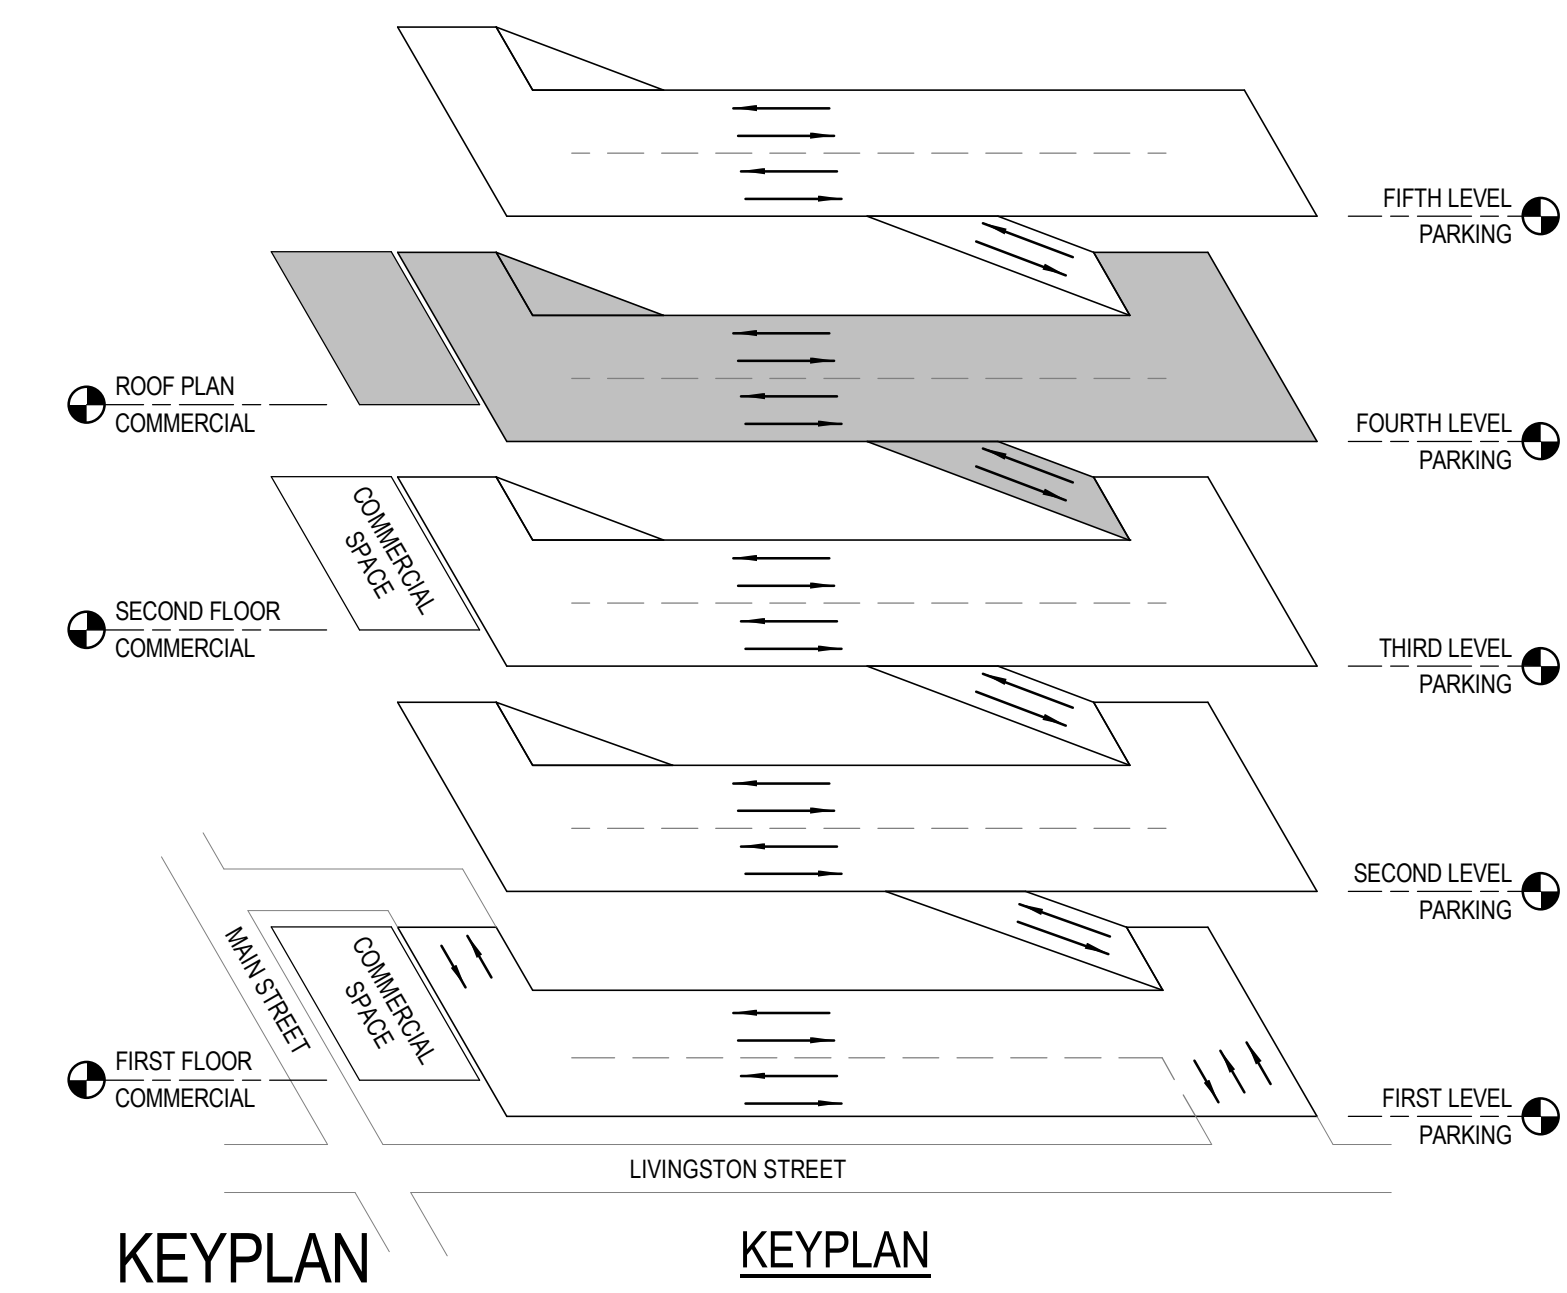 FIFTH LEVEL
PARKING
ROOF PLAN
COMMERCIAL
FOURTH LEVEL
PARKING
COMMERCIAL
SPACE
SECOND FLOOR
COMMERCIAL
THIRD LEVEL
PARKING
SECOND LEVEL
PARKING
MAIN STREET
COMMERCIAL
SPACE
FIRST FLOOR
COMMERCIAL
FIRST LEVEL
PARKING
LIVINGSTON STREET
KEYPLAN
KEYPLAN